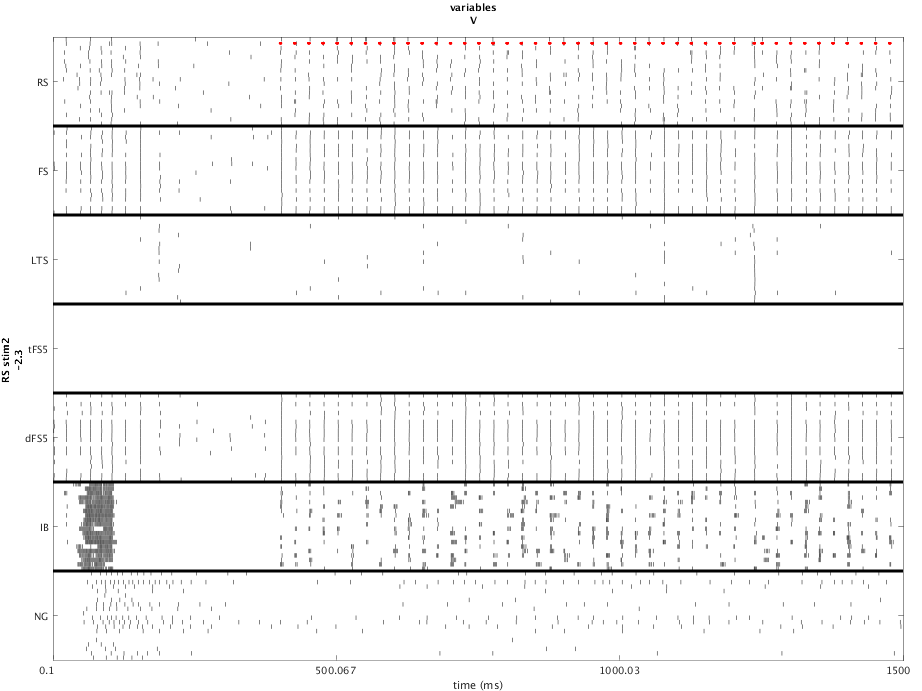 variables
V
RS
FS
LTS
RS stim2
-2.3
tFS5
dFS5
IB
NG
0.1
500.067
1000.03
1500
time (ms)